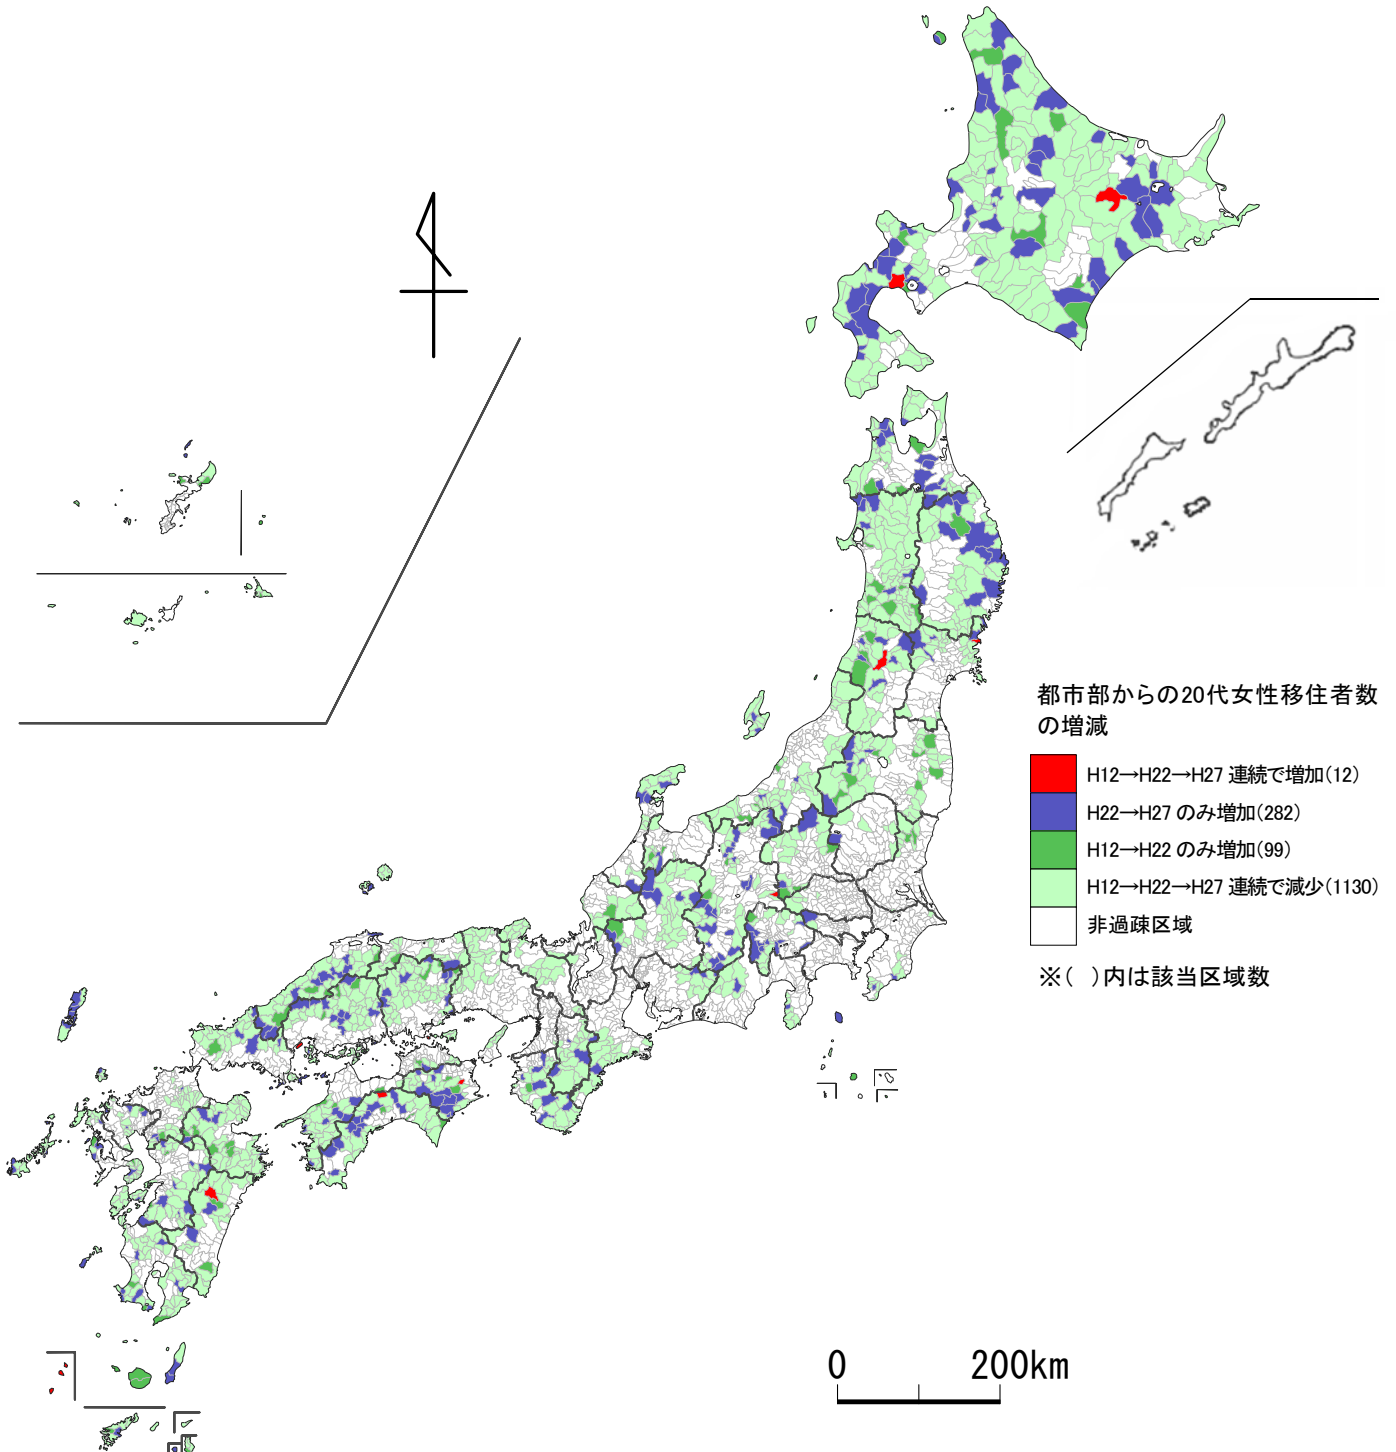 都市部からの20代女性移住者数
の増減
H12→H22→H27 連続で増加(12)
H22→H27 のみ増加(282)
H12→H22 のみ増加(99)
H12→H22→H27 連続で減少(1130)
非過疎区域
※( )内は該当区域数
0 200km